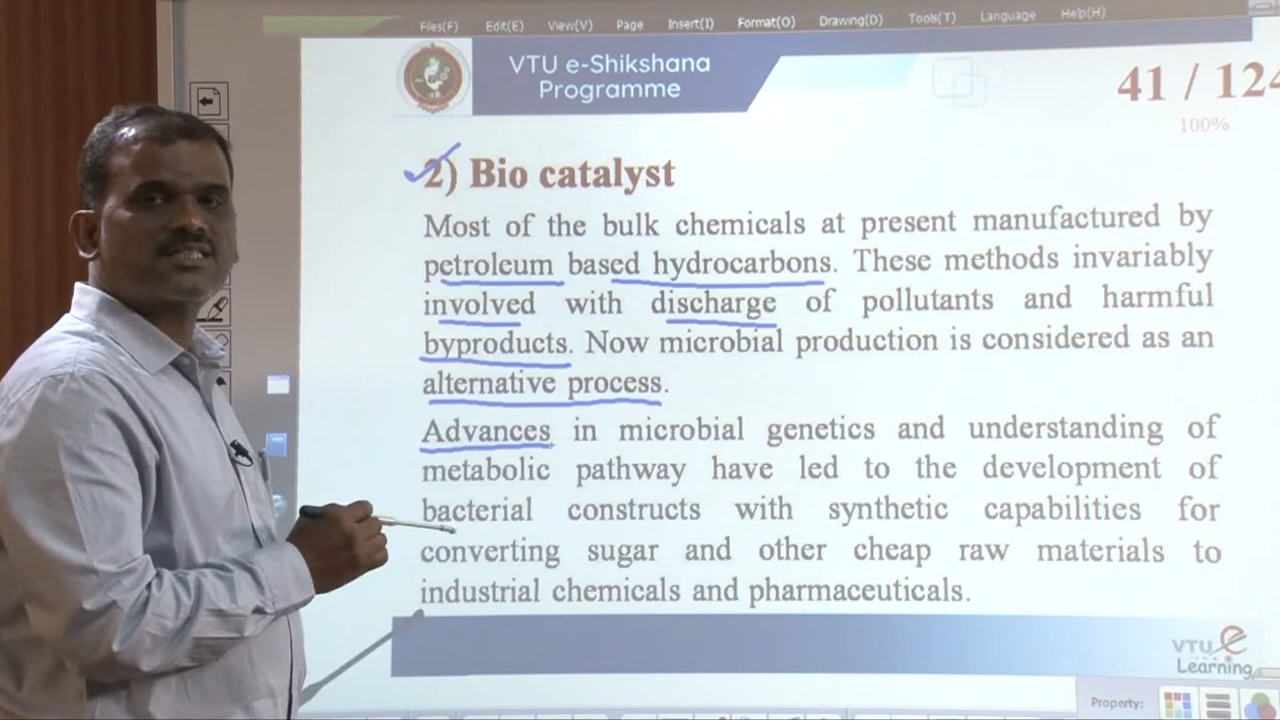 Files(F) Edit(E) View(V) Page Insert(I) Format(O) Drawing(D) Tools(T) Language Help(H)
VTU e-Shikshana
Programme
41 / 124
100%
2) Bio catalyst
Most of the bulk chemicals at present manufactured by
petroleum based hydrocarbons. These methods invariably
involved with discharge of pollutants and harmful
byproducts. Now microbial production is considered as an
alternative process.
Advances in microbial genetics and understanding of
metabolic pathway have led to the development of
bacterial constructs with synthetic capabilities for
converting sugar and other cheap raw materials to
industrial chemicals and pharmaceuticals.
VTU e
Learning
Property: